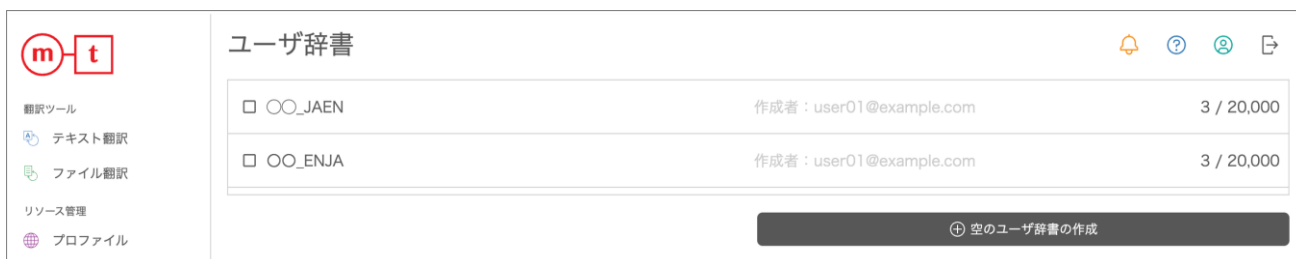 m t
ユーザ辞書
翻訳ツール
テキスト翻訳
ファイル翻訳
リソース管理
プロファイル
〇〇_JAEN 作成者：user01@example.com 3 / 20,000
〇〇_ENJA 作成者：user01@example.com 3 / 20,000
空のユーザ辞書の作成